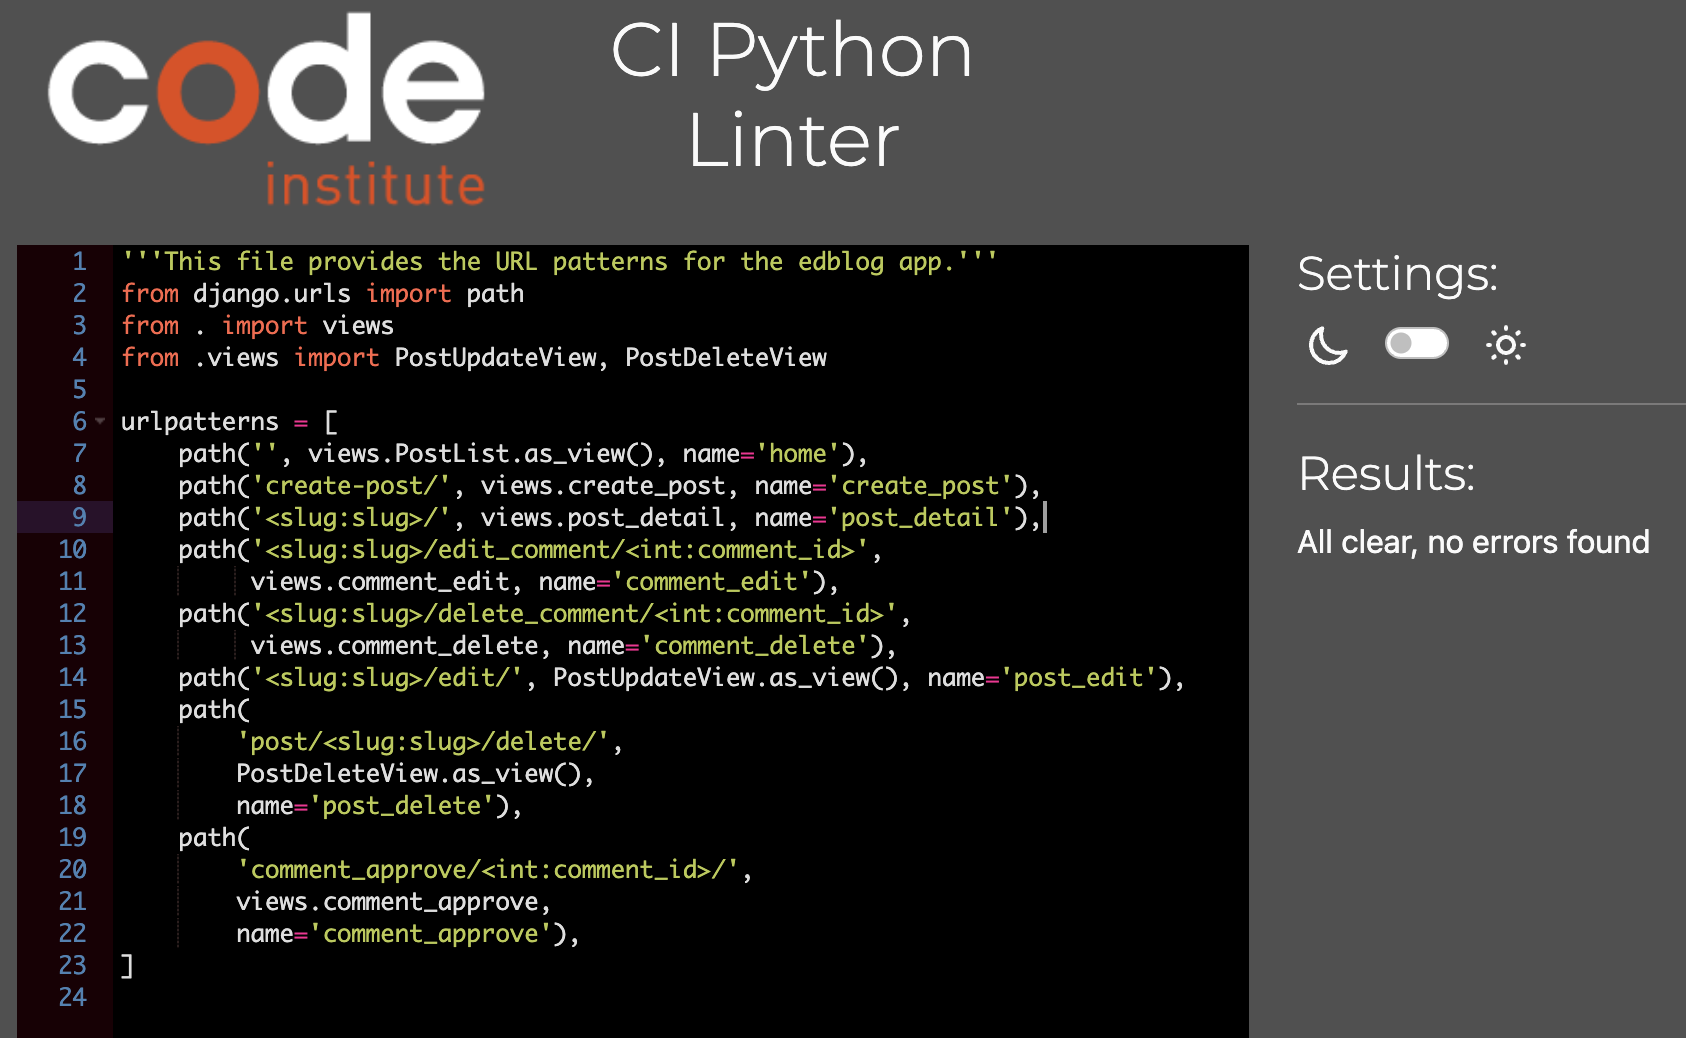 code
institute
CI Python
Linter
1 '''This file provides the URL patterns for the edblog app.'''
2 from django.urls import path
3 from . import views
4 from .views import PostUpdateView, PostDeleteView
5
6 urlpatterns = [
7     path('', views.PostList.as_view(), name='home'),
8     path('create-post/', views.create_post, name='create_post'),
9     path('<slug:slug>/', views.post_detail, name='post_detail'),
10     path('<slug:slug>/edit_comment/<int:comment_id>',
11          views.comment_edit, name='comment_edit'),
12     path('<slug:slug>/delete_comment/<int:comment_id>',
13          views.comment_delete, name='comment_delete'),
14     path('<slug:slug>/edit/', PostUpdateView.as_view(), name='post_edit'),
15     path(
16         'post/<slug:slug>/delete/',
17         PostDeleteView.as_view(),
18         name='post_delete'),
19     path(
20         'comment_approve/<int:comment_id>/',
21         views.comment_approve,
22         name='comment_approve'),
23 ]
24
Settings:
Results:
All clear, no errors found